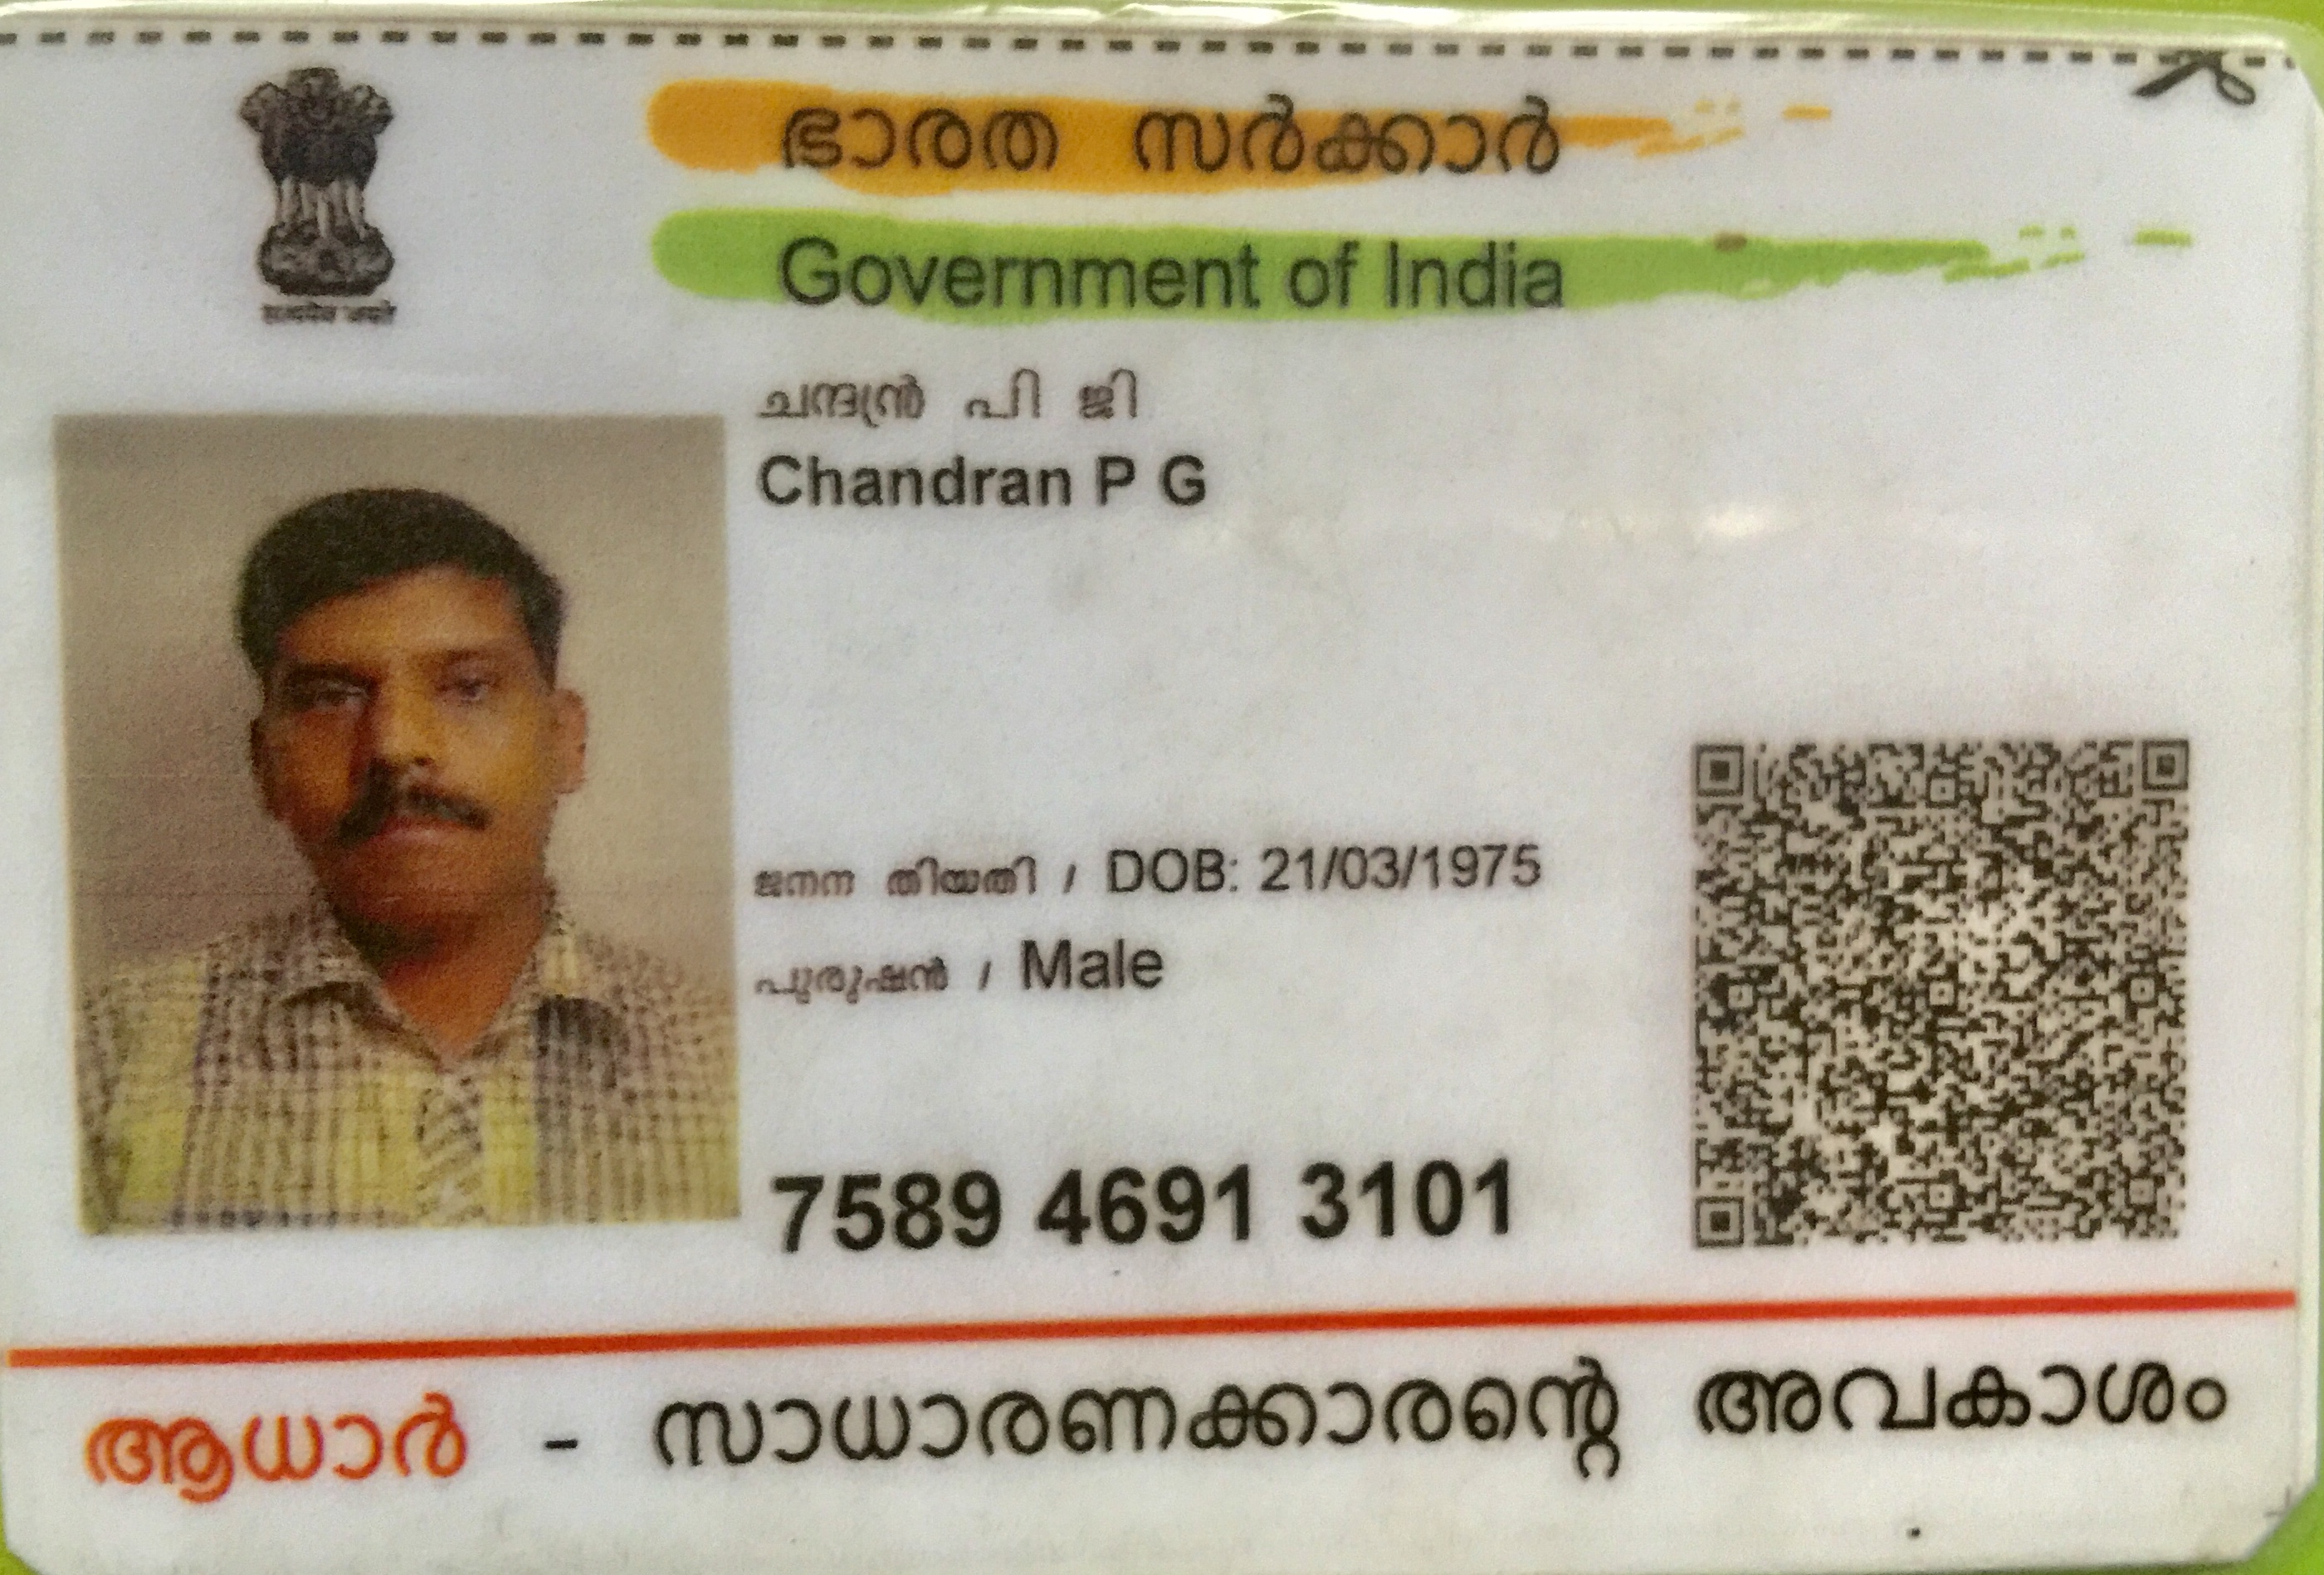 ഭാരത സർക്കാർ
Government of India
सत्यमेव जयते
ചന്ദ്രൻ പി ജി
Chandran P G
ജനന തിയതി / DOB: 21/03/1975
പുരുഷൻ / Male
7589 4691 3101
ആധാർ - സാധാരണക്കാരന്റെ അവകാശം